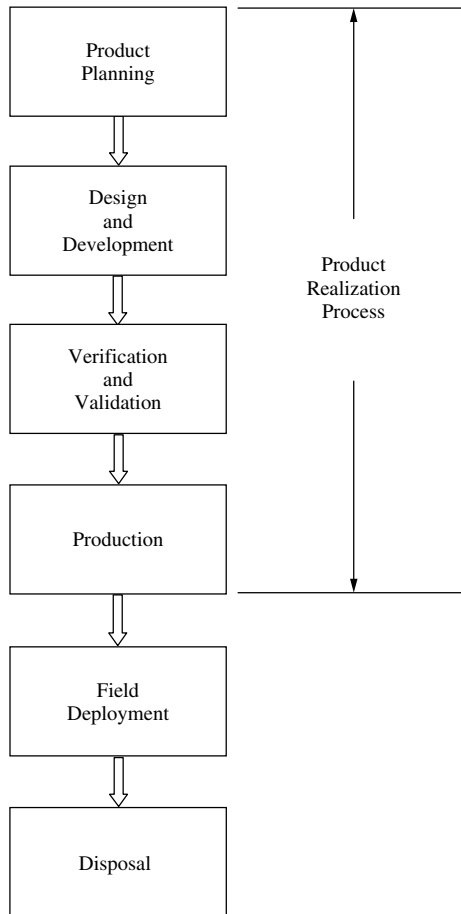 Product
Planning
Design
and
Development
Product
Realization
Process
Verification
and
Validation
Production
Field
Deployment
Disposal